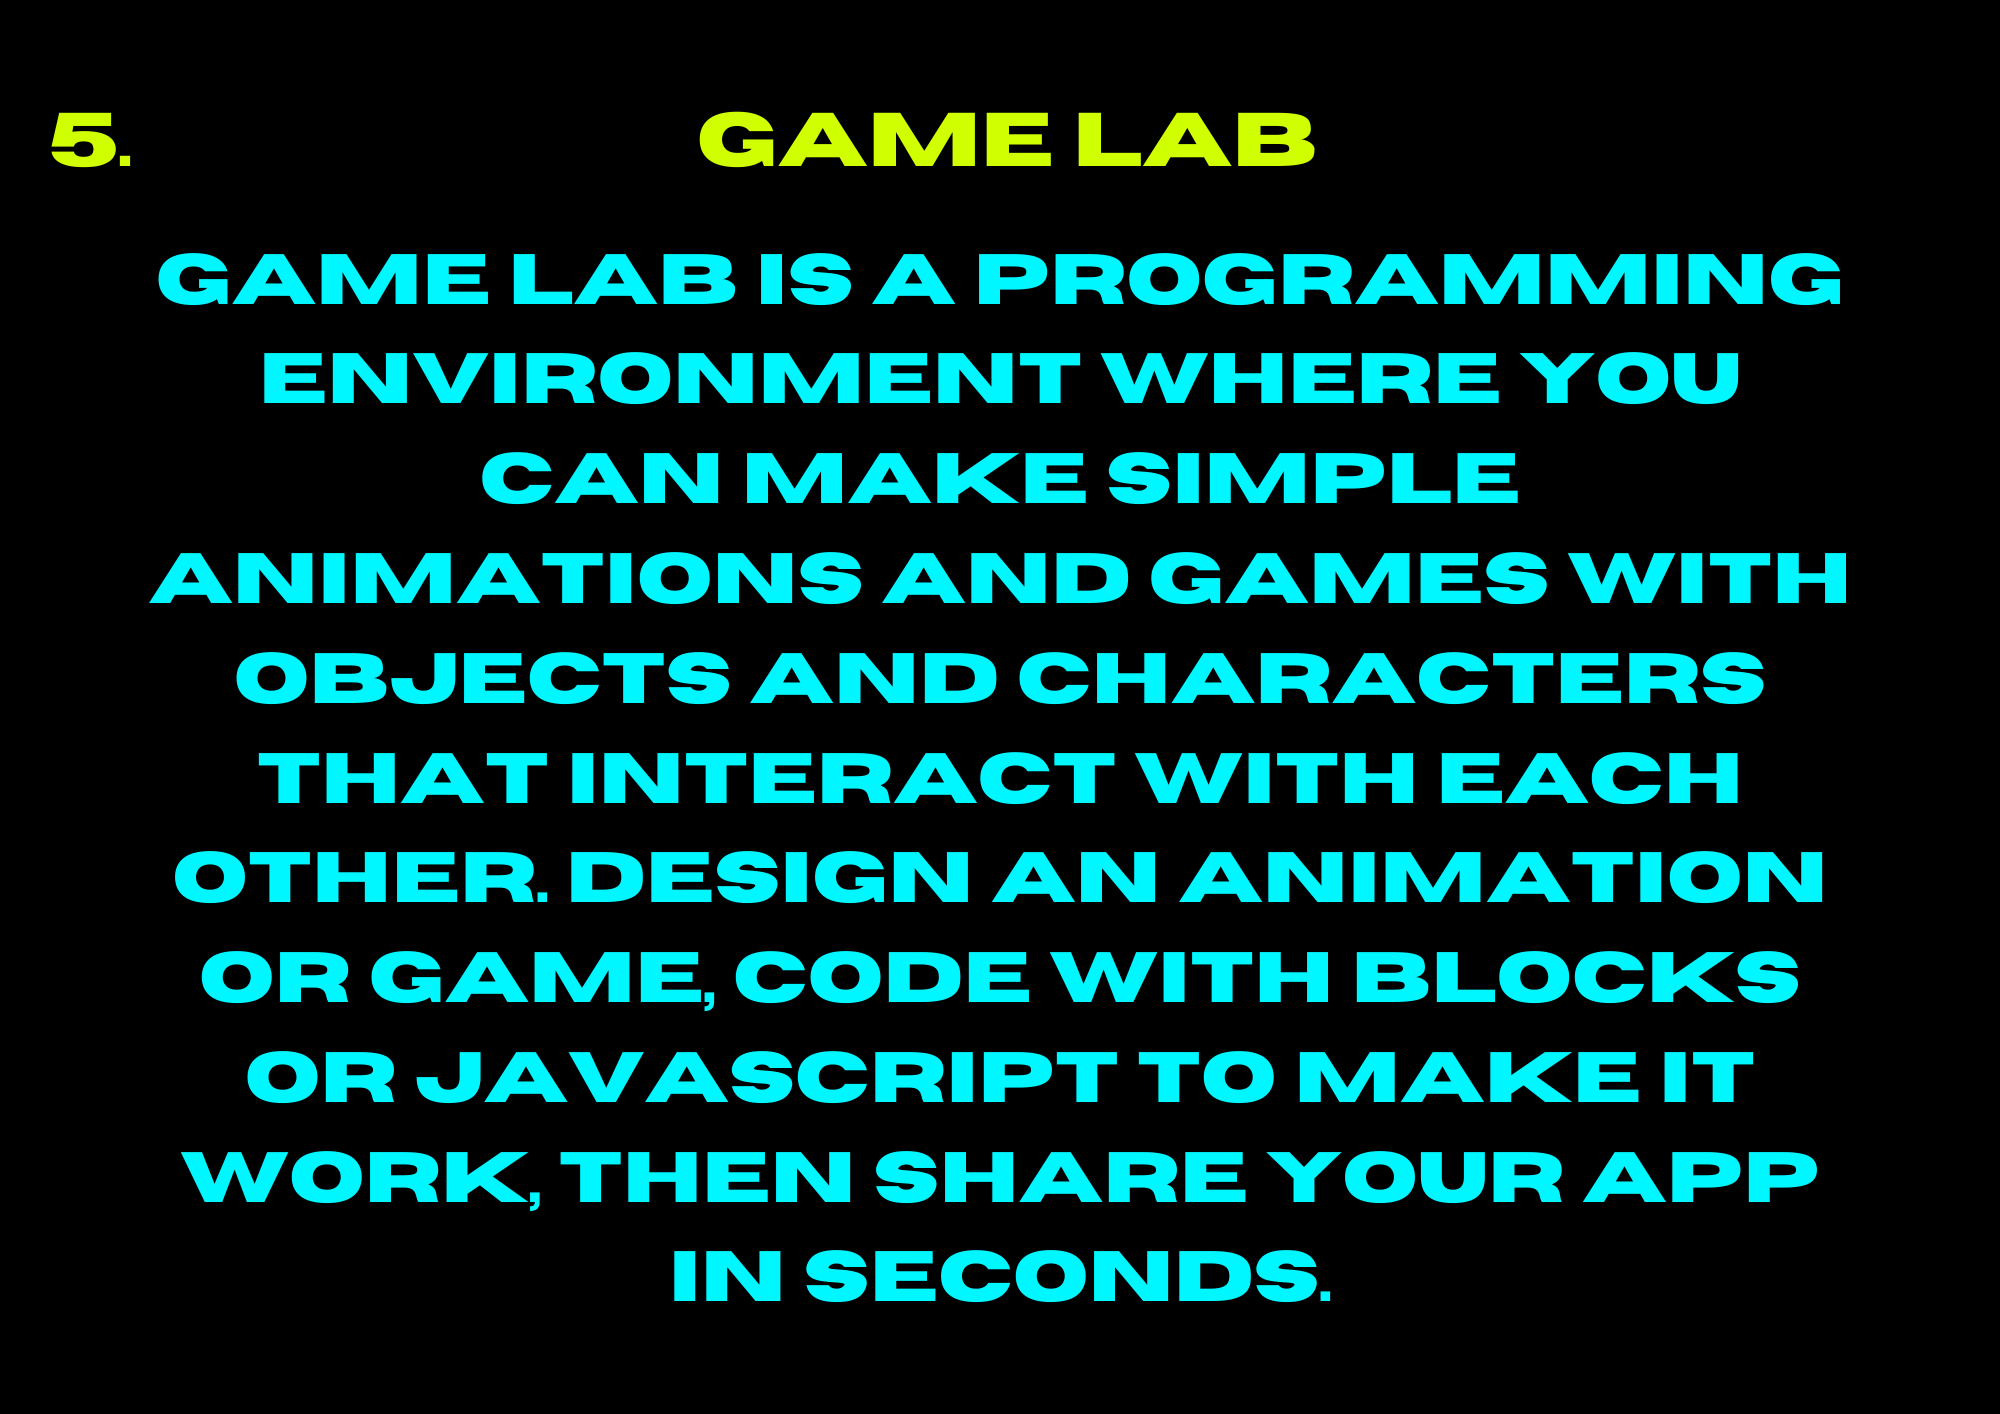 5. GAME LAB
GAME LAB IS A PROGRAMMING
ENVIRONMENT WHERE YOU
CAN MAKE SIMPLE
ANIMATIONS AND GAMES WITH
OBJECTS AND CHARACTERS
THAT INTERACT WITH EACH
OTHER. DESIGN AN ANIMATION
OR GAME, CODE WITH BLOCKS
OR JAVASCRIPT TO MAKE IT
WORK, THEN SHARE YOUR APP
IN SECONDS.